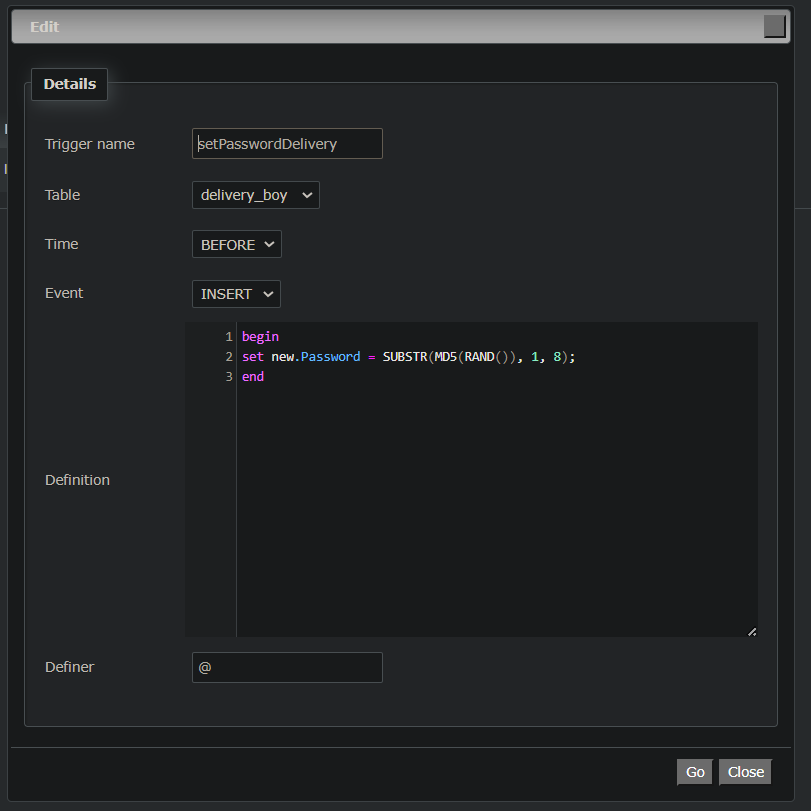 Edit
Details
Trigger name
setPasswordDelivery
Table
delivery_boy
Time
BEFORE
Event
INSERT
Definition
1 begin
2 set new.Password = SUBSTR(MD5(RAND()), 1, 8);
3 end
Definer
@
Go
Close